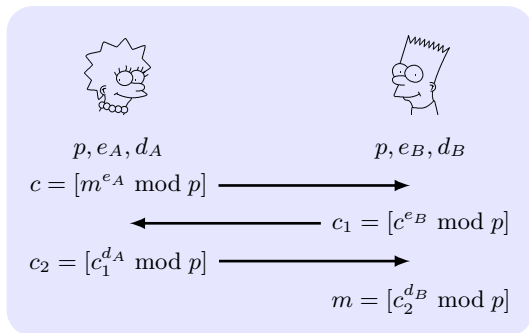 p, e_A, d_A p, e_B, d_B
c = [m^{e_A} mod p]
c_1 = [c^{e_B} mod p]
c_2 = [c_1^{d_A} mod p]
m = [c_2^{d_B} mod p]